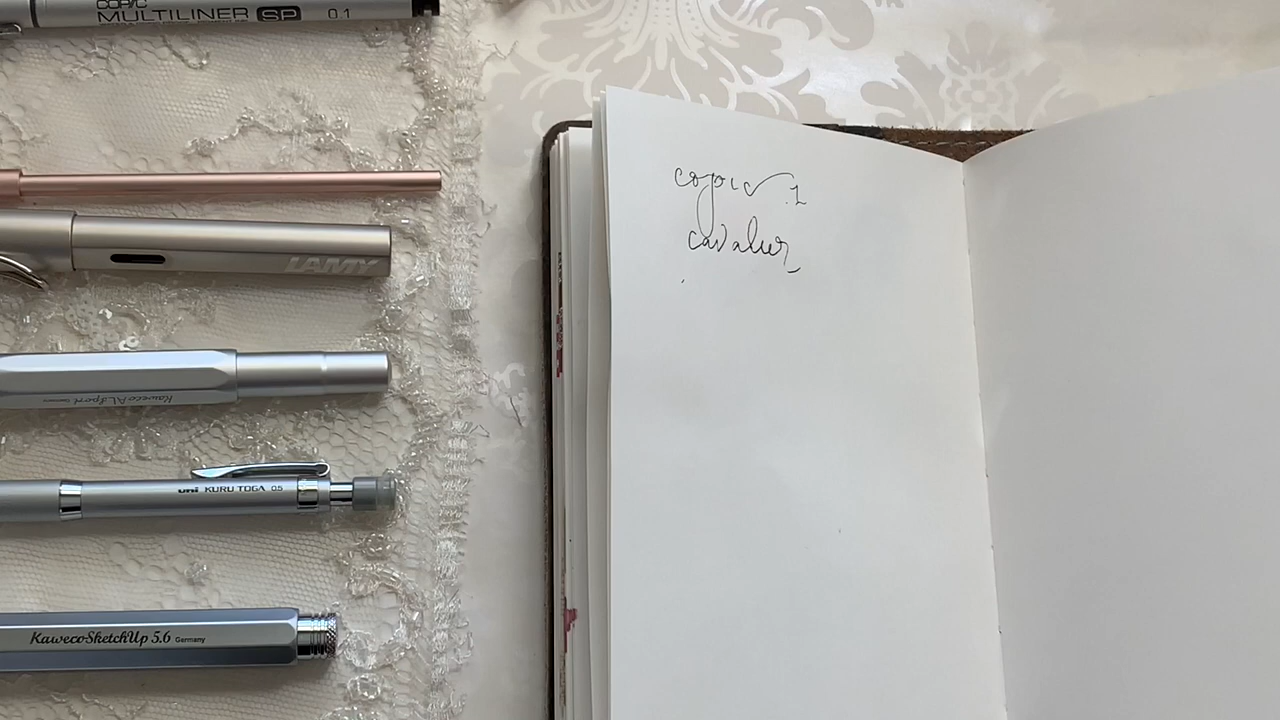 COPIC
MULTILINER SP 0.1
LAMY
Kaweco AL Sport Germany
uni KURU TOGA 0.5
Kaweco SketchUp 5.6 Germany
copic .1
cavalier